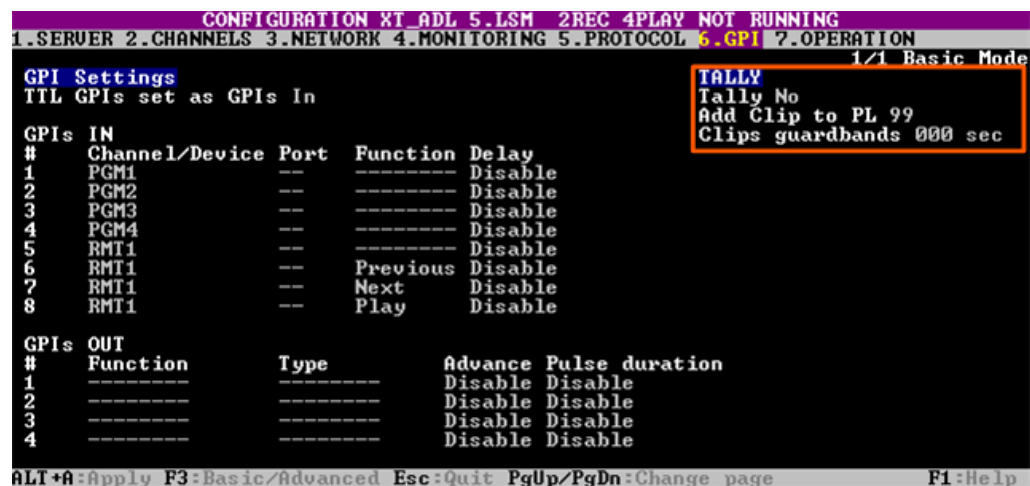 CONFIGURATION XT_ADL 5.LSM 2REC 4PLAY NOT RUNNING
1.SERVER 2.CHANNELS 3.NETWORK 4.MONITORING 5.PROTOCOL 6.GPI 7.OPERATION
1/1 Basic Mode
GPI Settings
TTL GPIs set as GPIs In
TALLY
Tally No
Add Clip to PL 99
Clips guardbands 000 sec
GPIs IN
# Channel/Device Port Function Delay
1 PGM1 -- -------- Disable
2 PGM2 -- -------- Disable
3 PGM3 -- -------- Disable
4 PGM4 -- -------- Disable
5 RMT1 -- -------- Disable
6 RMT1 -- Previous Disable
7 RMT1 -- Next Disable
8 RMT1 -- Play Disable
GPIs OUT
# Function Type Advance Pulse duration
1 -------- -------- Disable Disable
2 -------- -------- Disable Disable
3 -------- -------- Disable Disable
4 -------- -------- Disable Disable
ALT+A:Apply F3:Basic/Advanced Esc:Quit PgUp/PgDn:Change page F1:Help